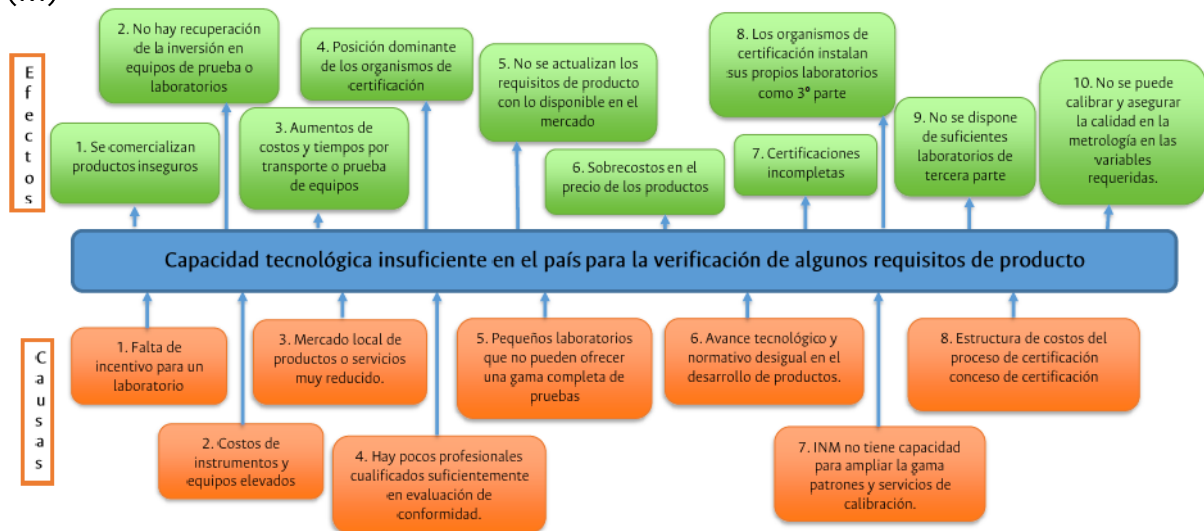 (...)
Efectos
2. No hay recuperación
de la inversión en
equipos de prueba o
laboratorios
4. Posición dominante
de los organismos de
certificación
5. No se actualizan los
requisitos de producto
con lo disponible en el
mercado
8. Los organismos de
certificación instalan
sus propios laboratorios
como 3º parte
10. No se puede
calibrar y asegurar
la calidad en la
metrología en las
variables
requeridas.
1. Se comercializan
productos inseguros
3. Aumentos de
costos y tiempos por
transporte o prueba
de equipos
6. Sobrecostos en el
precio de los productos
7. Certificaciones
incompletas
9. No se dispone
de suficientes
laboratorios de
tercera parte
Capacidad tecnológica insuficiente en el país para la verificación de algunos requisitos de producto
Causas
1. Falta de
incentivo para un
laboratorio
3. Mercado local de
productos o servicios
muy reducido.
5. Pequeños laboratorios
que no pueden ofrecer
una gama completa de
pruebas
6. Avance tecnológico y
normativo desigual en el
desarrollo de productos.
8. Estructura de costos del
proceso de certificación
conceso de certificación
2. Costos de
instrumentos y
equipos elevados
4. Hay pocos profesionales
cualificados suficientemente
en evaluación de
conformidad.
7. INM no tiene capacidad
para ampliar la gama
patrones y servicios de
calibración.